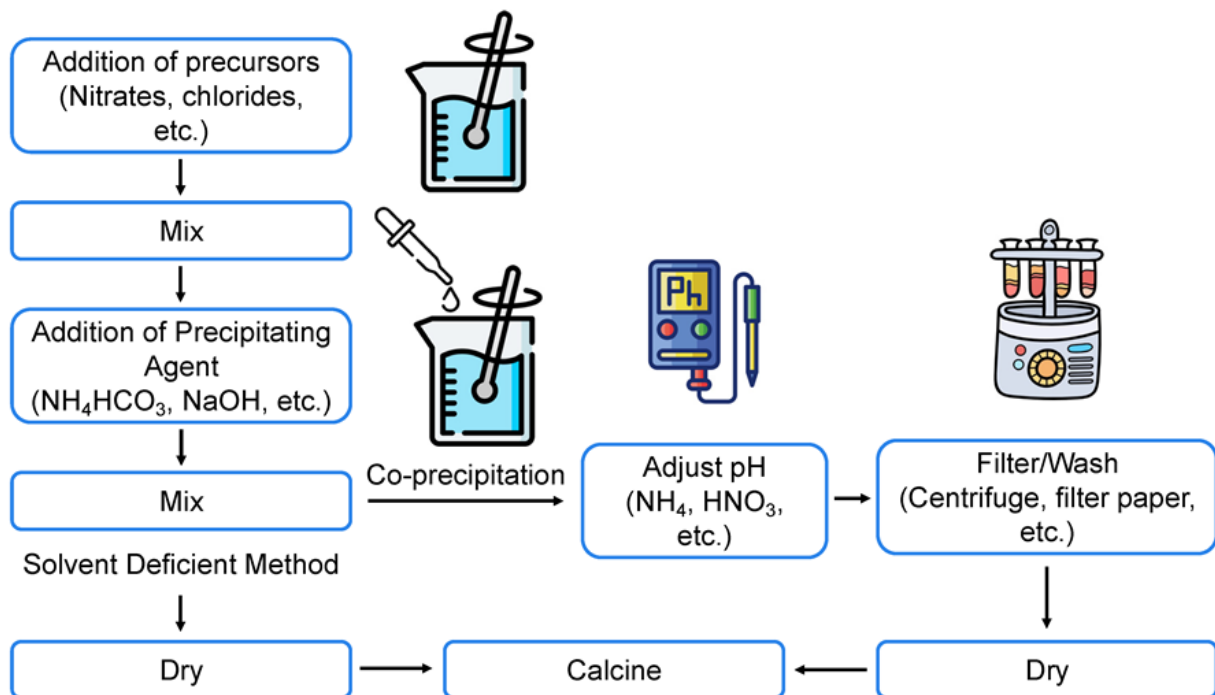 Addition of precursors
(Nitrates, chlorides,
etc.)
Mix
Addition of Precipitating
Agent
(NH₄HCO₃, NaOH, etc.)
Mix
Solvent Deficient Method
Dry
Co-precipitation
Ph
Adjust pH
(NH₄, HNO₃,
etc.)
Filter/Wash
(Centrifuge, filter paper,
etc.)
Dry
Calcine